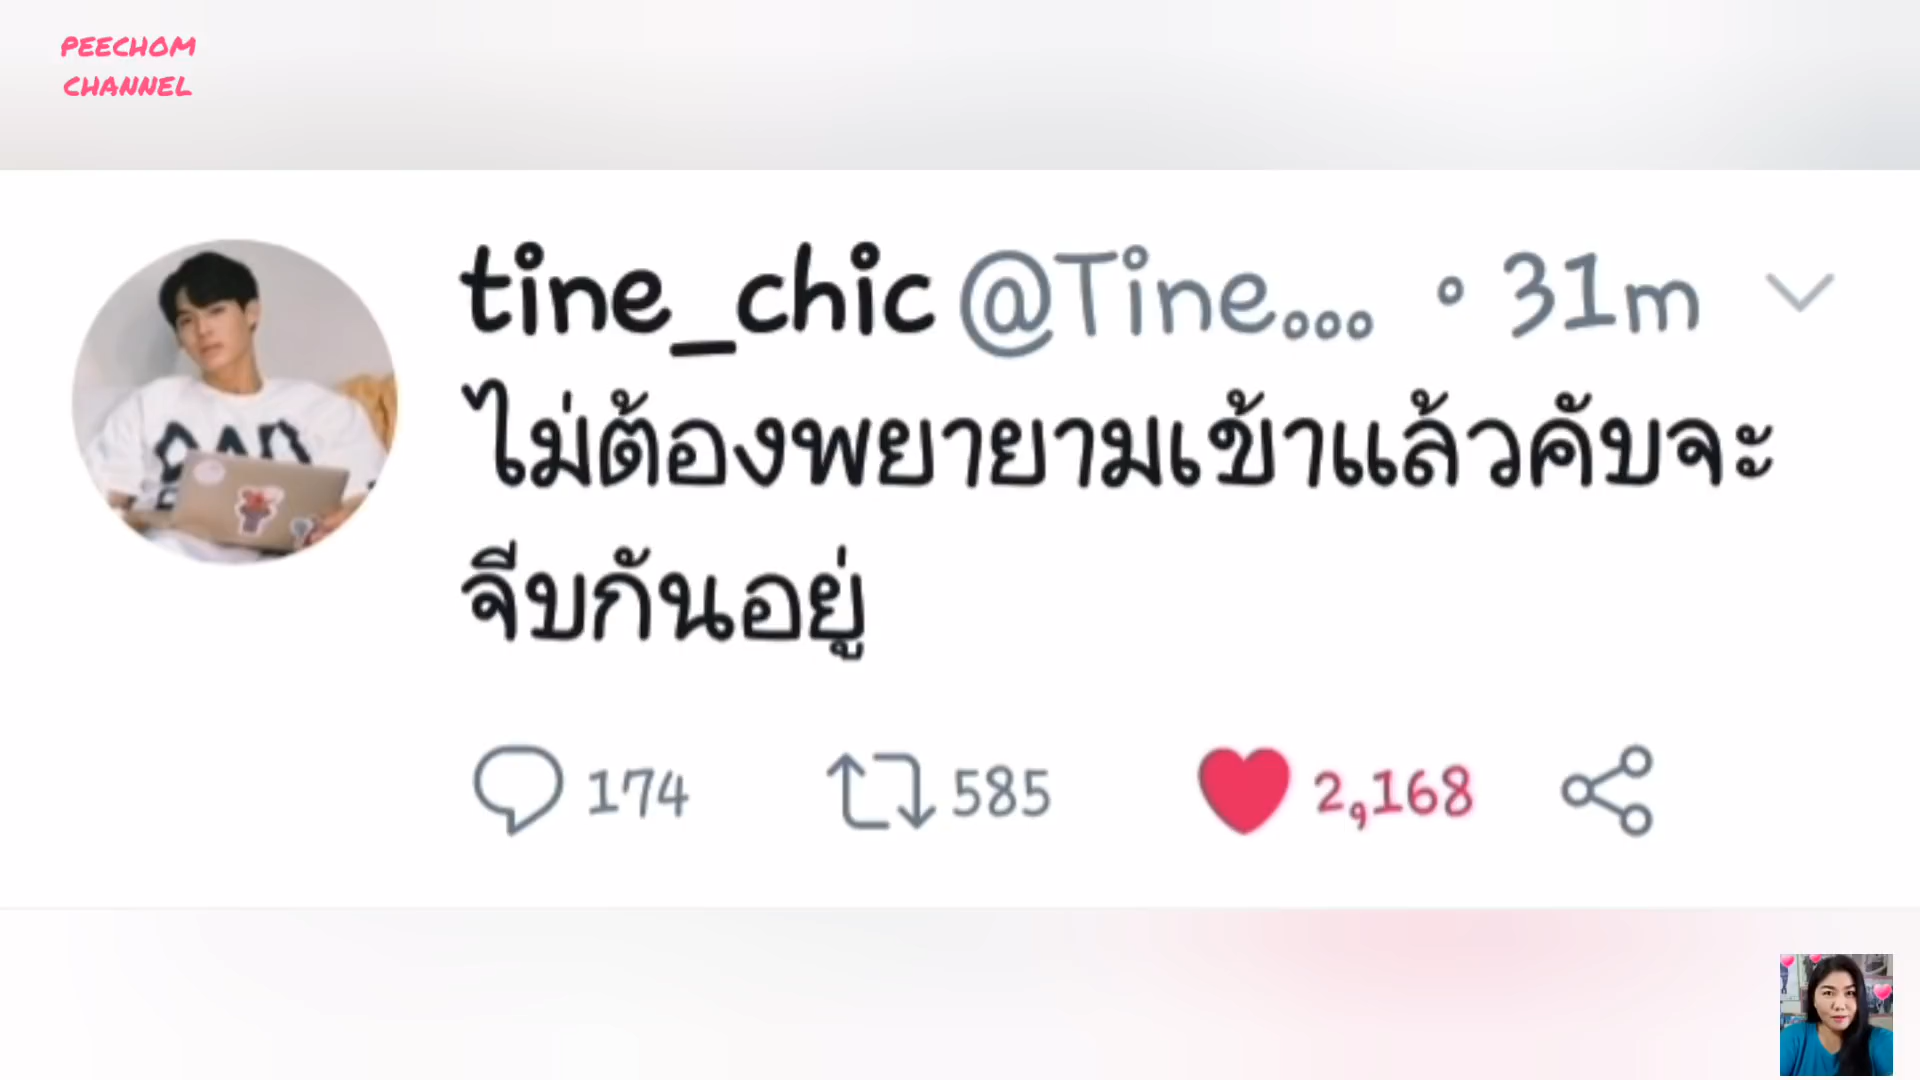 PEECHOM
CHANNEL
tine_chic @Tine... • 31m
ไม่ต้องพยายามเข้าแล้วคับจะ
จีบกันอยู่
174 585 2,168